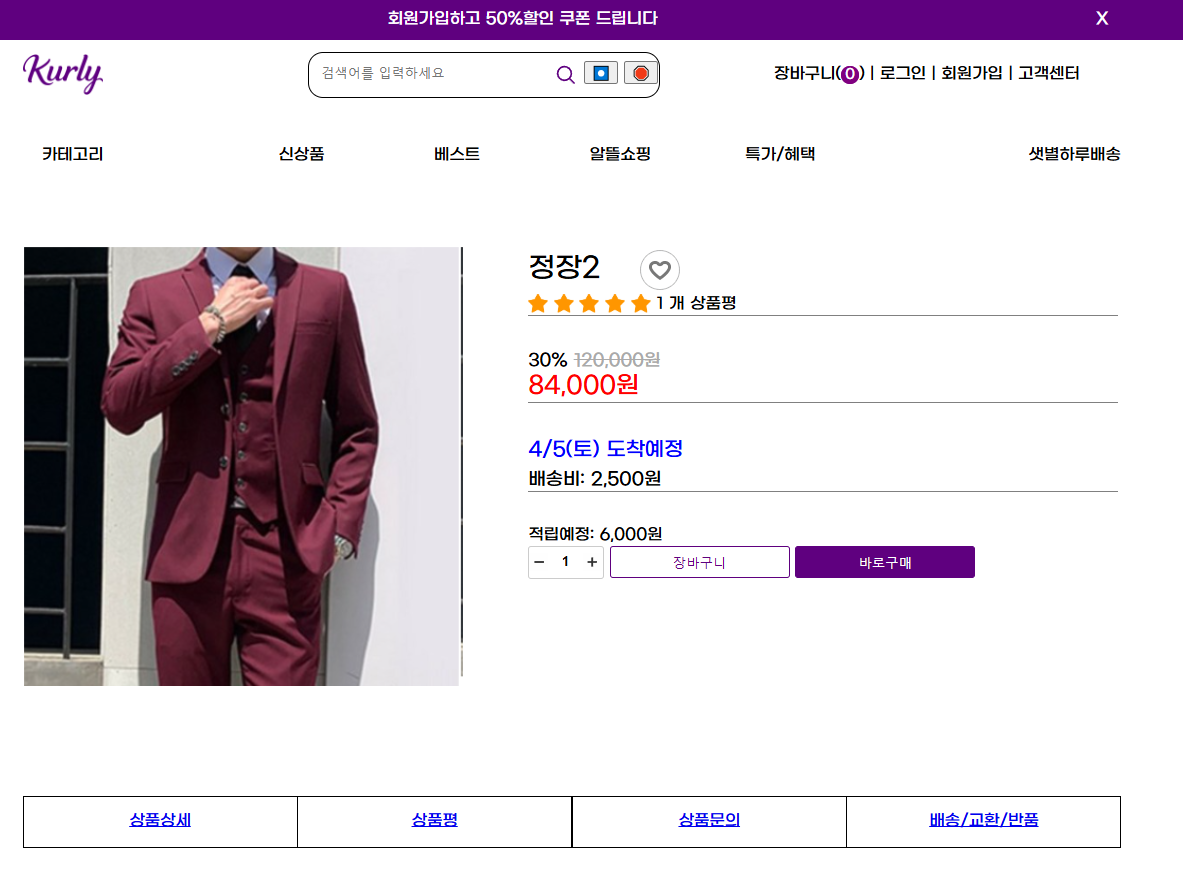 회원가입하고 50%할인 쿠폰 드립니다 X
Kurly
검색어를 입력하세요
장바구니(0) | 로그인 | 회원가입 | 고객센터
카테고리 신상품 베스트 알뜰쇼핑 특가/혜택 샛별하루배송
정장2
1 개 상품평
30% 120,000원
84,000원
4/5(토) 도착예정
배송비: 2,500원
적립예정: 6,000원
− 1 + 장바구니 바로구매
상품상세 상품평 상품문의 배송/교환/반품